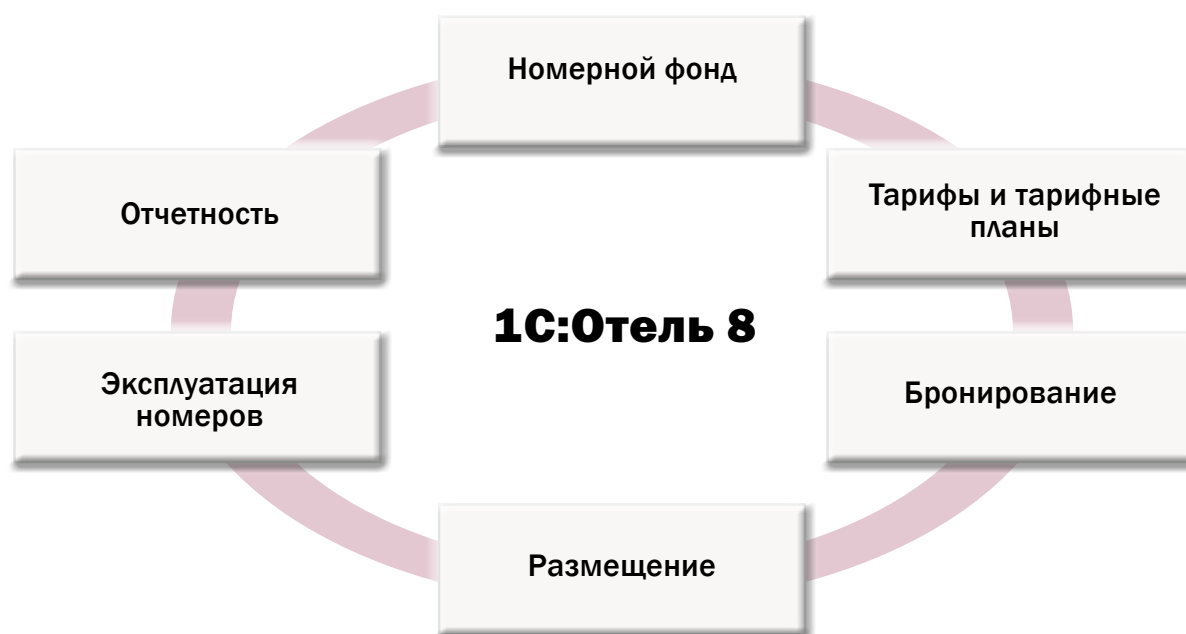 Номерной фонд
Отчетность
Тарифы и тарифные
планы
1С:Отель 8
Эксплуатация
номеров
Бронирование
Размещение